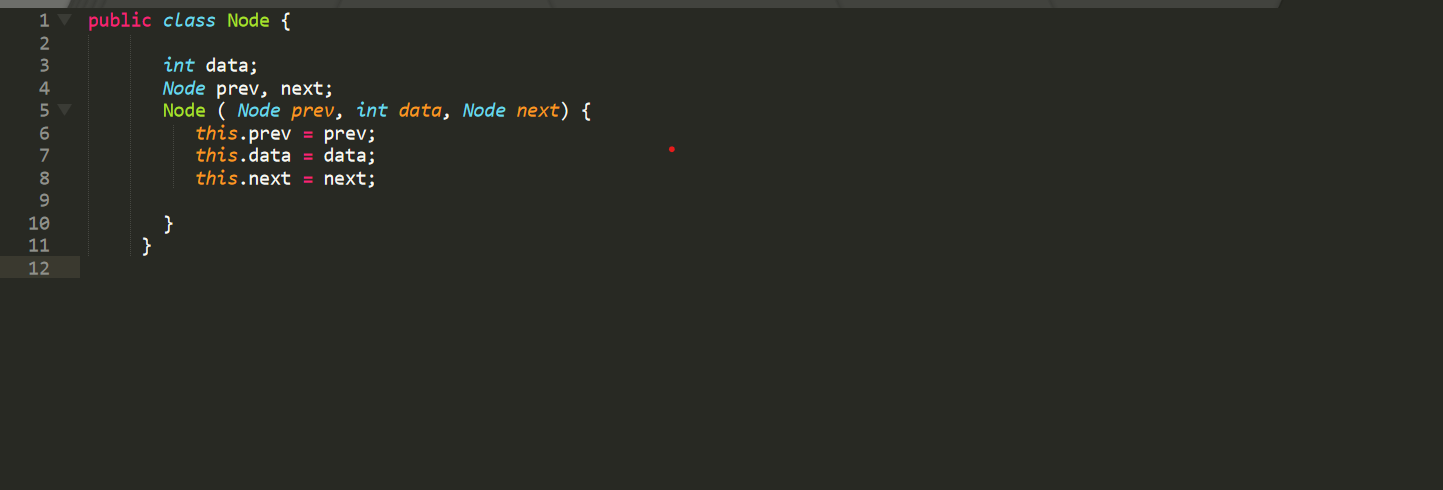 1 public class Node {
2
3 int data;
4 Node prev, next;
5 Node ( Node prev, int data, Node next) {
6 this.prev = prev;
7 this.data = data;
8 this.next = next;
9
10 }
11 }
12